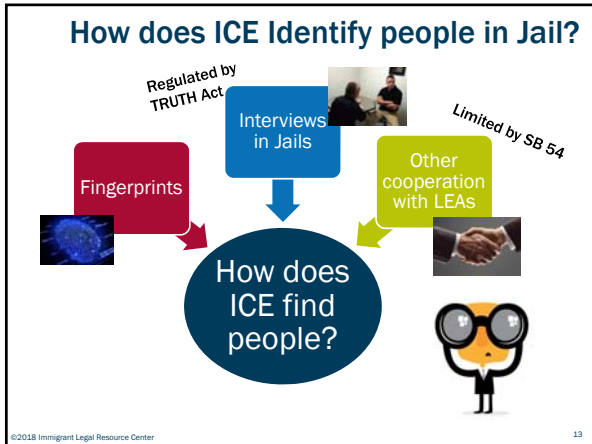 How does ICE Identify people in Jail?
Regulated by
TRUTH Act
Interviews
in Jails
Limited by SB 54
Fingerprints
Other
cooperation
with LEAs
How does
ICE find
people?
©2018 Immigrant Legal Resource Center
13